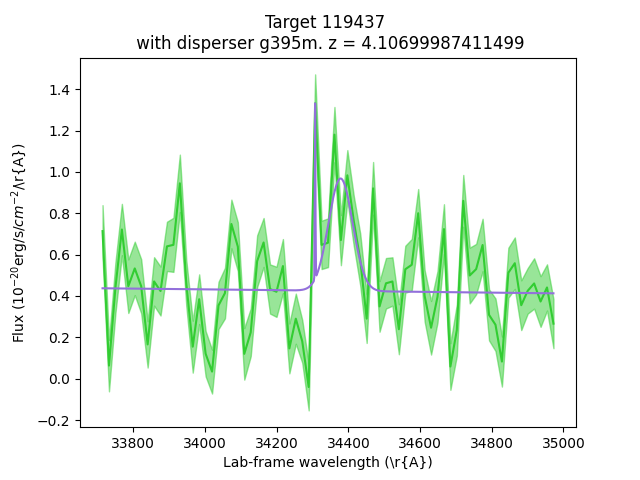 Target 119437
with disperser g395m. z = 4.10699987411499
Flux (10⁻²⁰erg/s/cm⁻²/\r{A})
1.4
1.2
1.0
0.8
0.6
0.4
0.2
0.0
−0.2
33800 34000 34200 34400 34600 34800 35000
Lab-frame wavelength (\r{A})